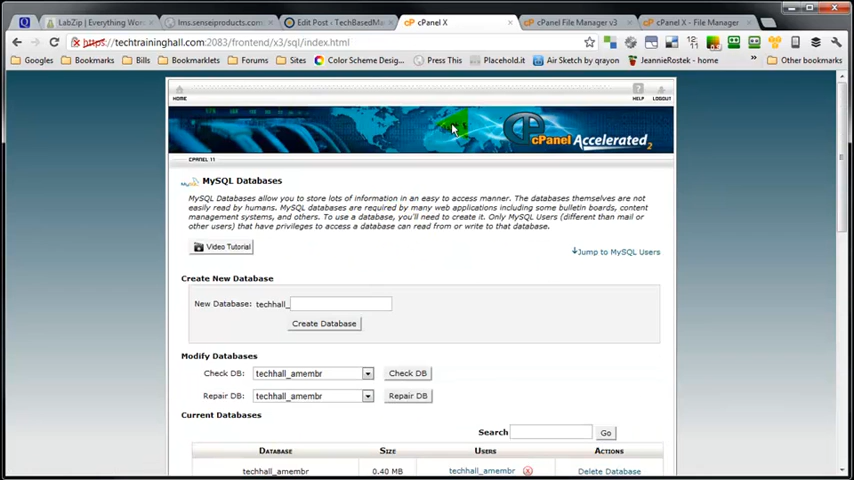 LabZip | Everything Wor
lms.senseiproducts.com
Edit Post ‹ TechBasedMa
cPanel X
cPanel File Manager v3
cPanel X - File Manager
https://techtraininghall.com:2083/frontend/x3/sql/index.html
Googles Bookmarks Bills Bookmarklets Forums Sites Color Scheme Desig... Press This Placehold.it Air Sketch by qrayon JeannieRostek - home » Other bookmarks
HOME HELP LOGOUT
cPanel Accelerated2
CPANEL 11
MySQL Databases
MySQL Databases allow you to store lots of information in an easy to access manner. The databases themselves are not
easily read by humans. MySQL databases are required by many web applications including some bulletin boards, content
management systems, and others. To use a database, you'll need to create it. Only MySQL Users (different than mail or
other users) that have privileges to access a database can read from or write to that database.
Video Tutorial
Jump to MySQL Users
Create New Database
New Database: techhall_
Create Database
Modify Databases
Check DB: techhall_amembr Check DB
Repair DB: techhall_amembr Repair DB
Current Databases
Search Go
DATABASE SIZE USERS ACTIONS
techhall_amembr 0.40 MB techhall_amembr Delete Database